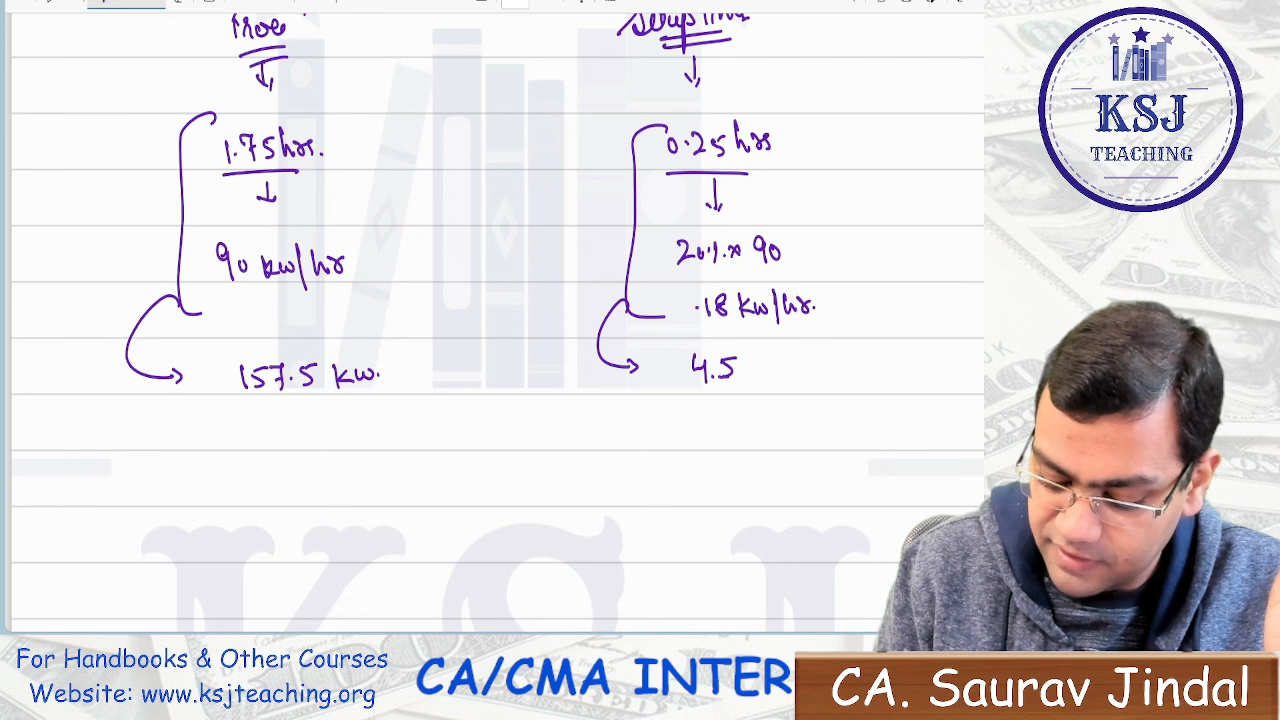 1.75 hrs.
90 kw/hr
157.5 kw.
0.25 hrs
20% × 90
.18 kw/hr.
4.5
KSJ
TEACHING
For Handbooks & Other Courses
Website: www.ksjteaching.org
CA/CMA INTER
CA. Saurav Jindal